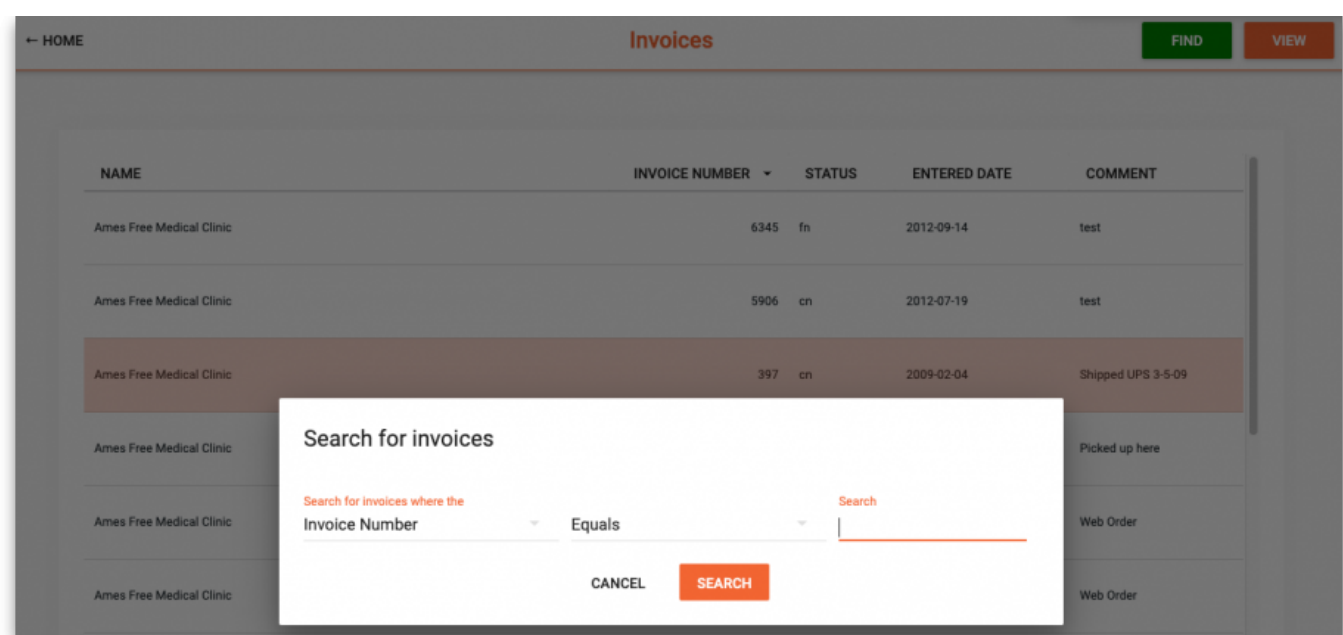 ← HOME Invoices FIND VIEW
NAME INVOICE NUMBER STATUS ENTERED DATE COMMENT
Ames Free Medical Clinic 6345 fn 2012-09-14 test
Ames Free Medical Clinic 5906 cn 2012-07-19 test
Ames Free Medical Clinic 397 cn 2009-02-04 Shipped UPS 3-5-09
Ames Free Medical Clinic Picked up here
Ames Free Medical Clinic Web Order
Ames Free Medical Clinic Web Order
Search for invoices
Search for invoices where the Search
Invoice Number Equals
CANCEL SEARCH